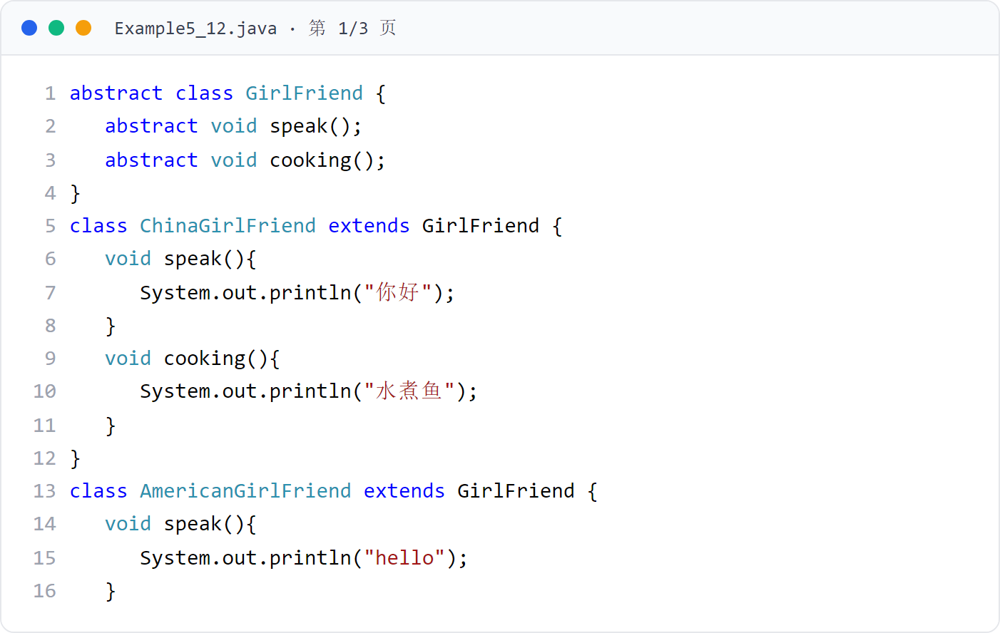 Example5_12.java · 第 1/3 页
1 abstract class GirlFriend {
2    abstract void speak();
3    abstract void cooking();
4 }
5 class ChinaGirlFriend extends GirlFriend {
6    void speak(){
7       System.out.println("你好");
8    }
9    void cooking(){
10       System.out.println("水煮鱼");
11    }
12 }
13 class AmericanGirlFriend extends GirlFriend {
14    void speak(){
15       System.out.println("hello");
16    }